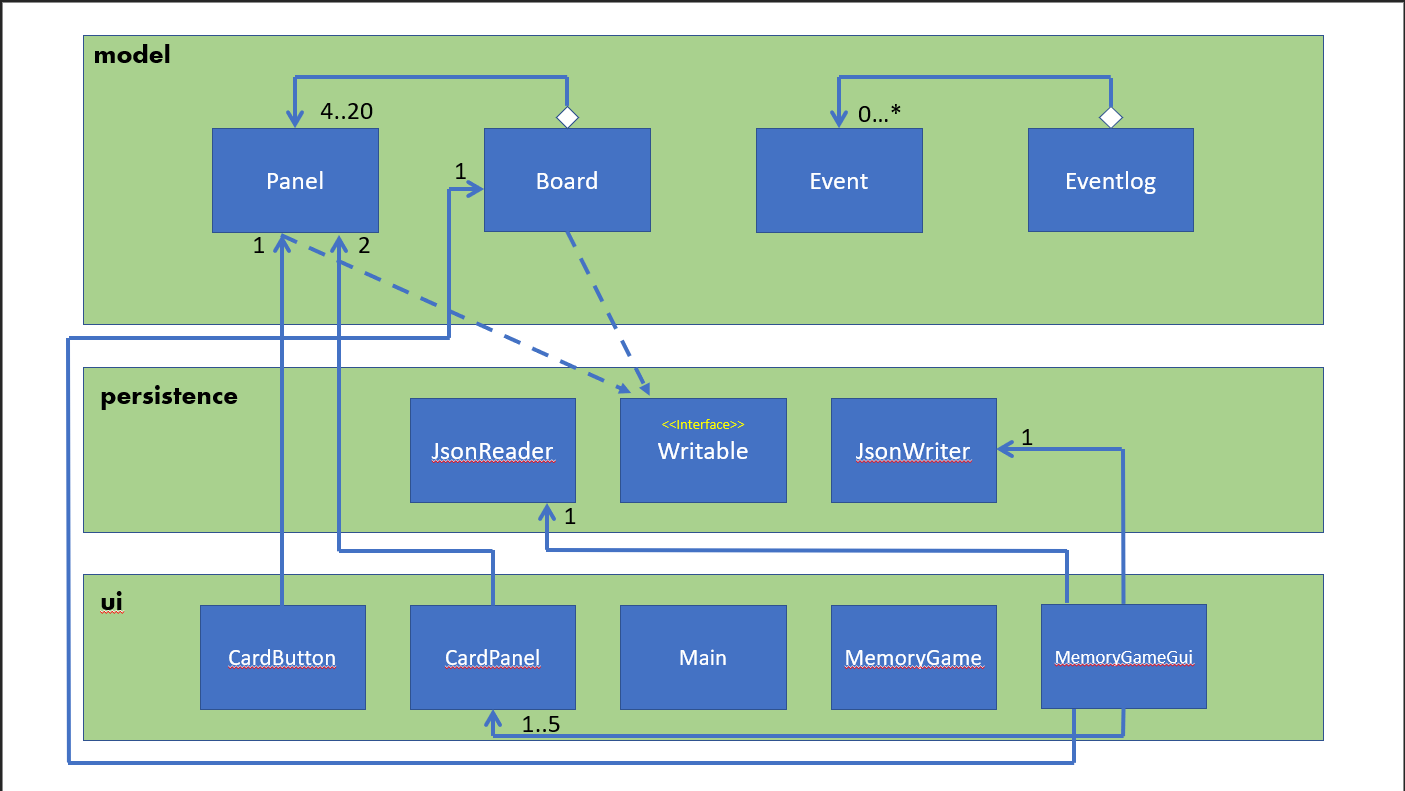 model
4..20
0...*
1
Panel
Board
Event
Eventlog
1
2
persistence
<<Interface>>
JsonReader
Writable
JsonWriter
1
1
ui
CardButton
CardPanel
Main
MemoryGame
MemoryGameGui
1..5